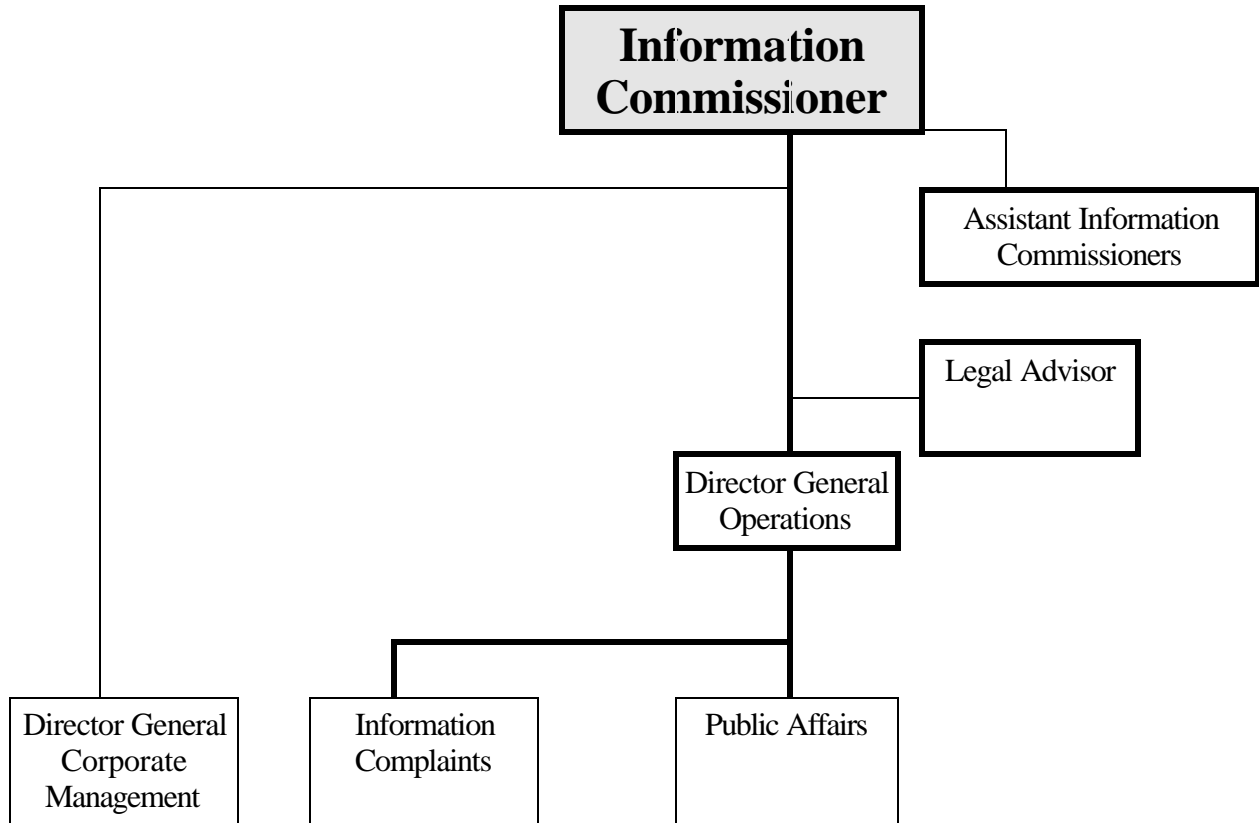 Information
Commissioner
Assistant Information
Commissioners
Legal Advisor
Director General
Operations
Director General
Corporate
Management
Information
Complaints
Public Affairs